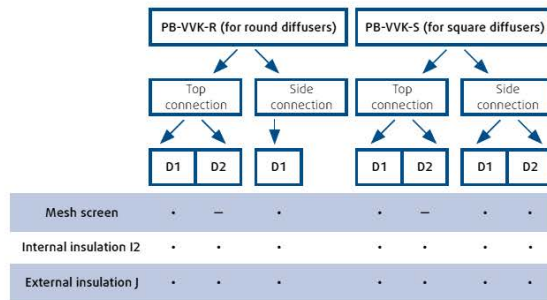 PB-VVK-R (for round diffusers) PB-VVK-S (for square diffusers)
Top connection Side connection Top connection Side connection
D1 D2 D1 D1 D2 D1 D2
Mesh screen • – • • – • •
Internal insulation I2 • • • • • • •
External insulation J • • • • • • •